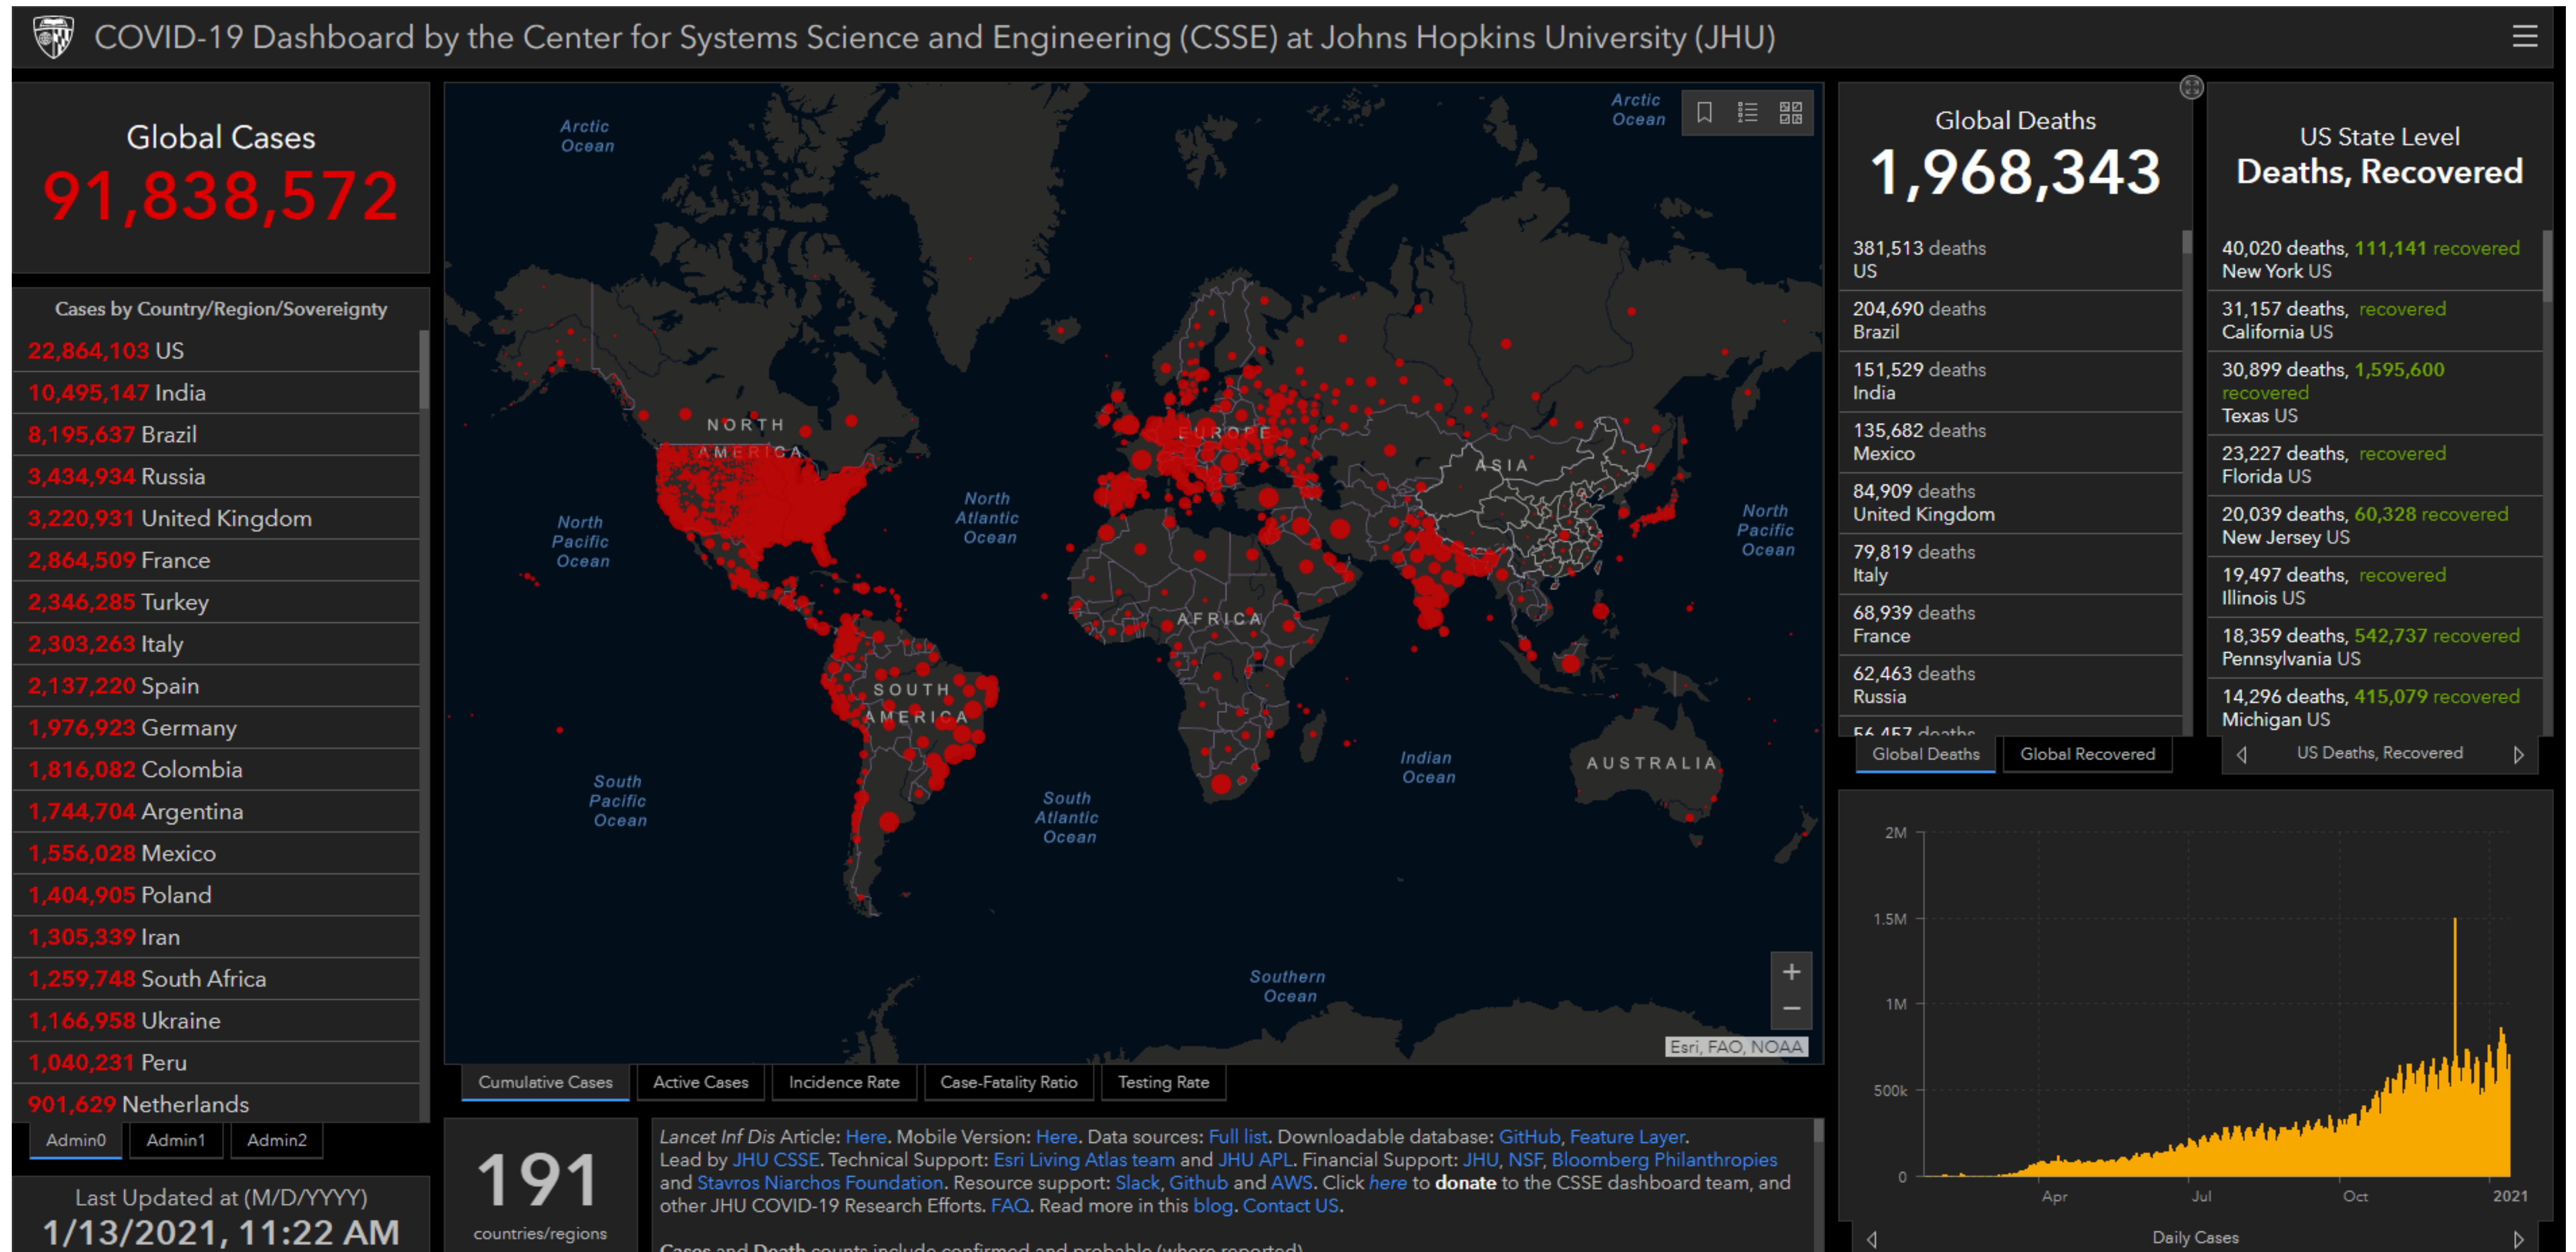 COVID-19 Dashboard by the Center for Systems Science and Engineering (CSSE) at Johns Hopkins University (JHU)
Global Cases
91,838,572
Cases by Country/Region/Sovereignty
22,864,103 US
10,495,147 India
8,195,637 Brazil
3,434,934 Russia
3,220,931 United Kingdom
2,864,509 France
2,346,285 Turkey
2,303,263 Italy
2,137,220 Spain
1,976,923 Germany
1,816,082 Colombia
1,744,704 Argentina
1,556,028 Mexico
1,404,905 Poland
1,305,339 Iran
1,259,748 South Africa
1,166,958 Ukraine
1,040,231 Peru
901,629 Netherlands
Admin0 Admin1 Admin2
Last Updated at (M/D/YYYY)
1/13/2021, 11:22 AM
Arctic
Ocean
Arctic
Ocean
NORTH
AMERICA
EUROPE
ASIA
North
Atlantic
Ocean
North
Pacific
Ocean
North
Pacific
Ocean
AFRICA
SOUTH
AMERICA
Indian
Ocean
AUSTRALIA
South
Pacific
Ocean
South
Atlantic
Ocean
Southern
Ocean
+
−
Esri, FAO, NOAA
Cumulative Cases Active Cases Incidence Rate Case-Fatality Ratio Testing Rate
191
countries/regions
Lancet Inf Dis Article: Here. Mobile Version: Here. Data sources: Full list. Downloadable database: GitHub, Feature Layer.
Lead by JHU CSSE. Technical Support: Esri Living Atlas team and JHU APL. Financial Support: JHU, NSF, Bloomberg Philanthropies
and Stavros Niarchos Foundation. Resource support: Slack, Github and AWS. Click here to donate to the CSSE dashboard team, and
other JHU COVID-19 Research Efforts. FAQ. Read more in this blog. Contact US.
Cases and Death counts include confirmed and probable (where reported)
Global Deaths
1,968,343
381,513 deaths
US
204,690 deaths
Brazil
151,529 deaths
India
135,682 deaths
Mexico
84,909 deaths
United Kingdom
79,819 deaths
Italy
68,939 deaths
France
62,463 deaths
Russia
56,457 deaths
Global Deaths Global Recovered
US State Level
Deaths, Recovered
40,020 deaths, 111,141 recovered
New York US
31,157 deaths, recovered
California US
30,899 deaths, 1,595,600
recovered
Texas US
23,227 deaths, recovered
Florida US
20,039 deaths, 60,328 recovered
New Jersey US
19,497 deaths, recovered
Illinois US
18,359 deaths, 542,737 recovered
Pennsylvania US
14,296 deaths, 415,079 recovered
Michigan US
US Deaths, Recovered
2M
1.5M
1M
500k
0
Apr Jul Oct 2021
Daily Cases